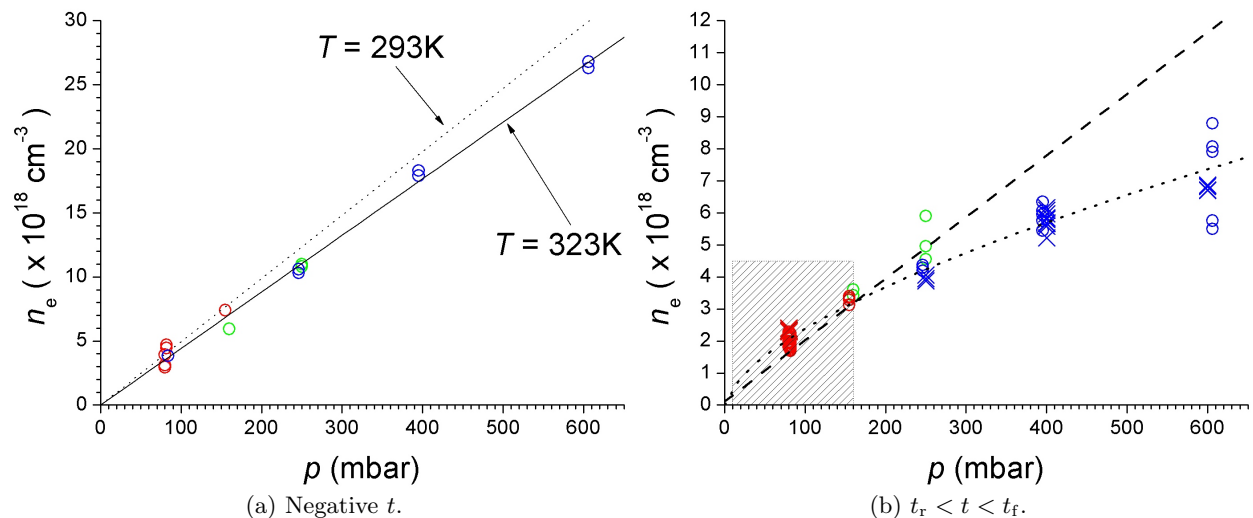 30
25
20
15
10
5
0
n_e ( x 10^18 cm^-3 )
T = 293K
T = 323K
0 100 200 300 400 500 600
p (mbar)
(a) Negative t.
12
11
10
9
8
7
6
5
4
3
2
1
0
n_e ( x 10^18 cm^-3 )
0 100 200 300 400 500 600
p (mbar)
(b) t_r < t < t_f.